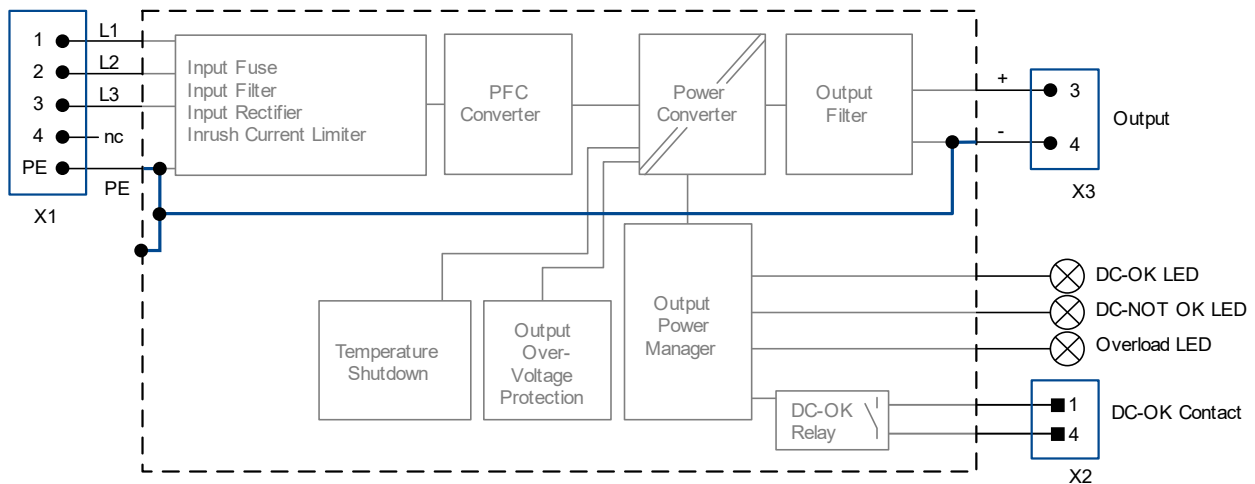 1
L1
2
L2
3
L3
4
nc
PE
PE
X1
Input Fuse
Input Filter
Input Rectifier
Inrush Current Limiter
PFC
Converter
Power
Converter
Output
Filter
+
3
-
4
Output
X3
Temperature
Shutdown
Output
Over-
Voltage
Protection
Output
Power
Manager
DC-OK LED
DC-NOT OK LED
Overload LED
DC-OK
Relay
1
4
DC-OK Contact
X2